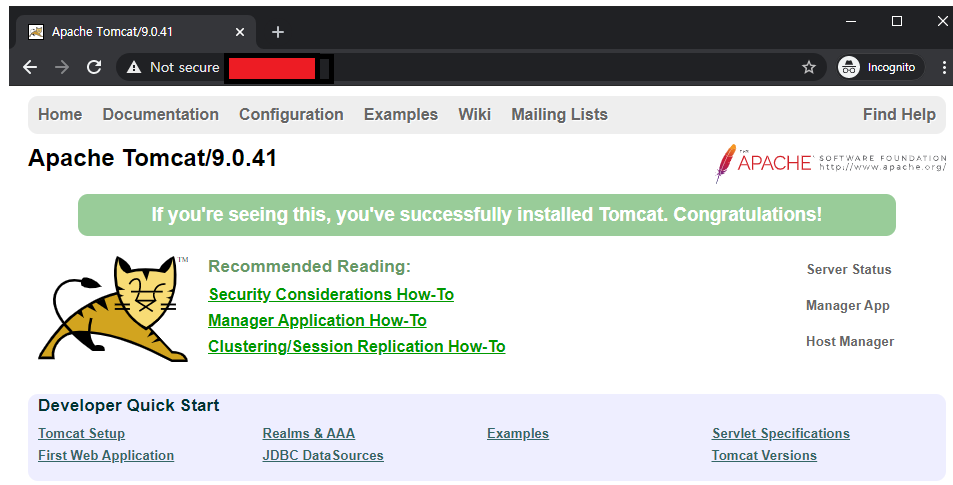 Apache Tomcat/9.0.41
Not secure
Incognito
Home Documentation Configuration Examples Wiki Mailing Lists Find Help
Apache Tomcat/9.0.41
THE
APACHE SOFTWARE FOUNDATION
http://www.apache.org/
If you're seeing this, you've successfully installed Tomcat. Congratulations!
TM
Recommended Reading:
Security Considerations How-To
Manager Application How-To
Clustering/Session Replication How-To
Server Status
Manager App
Host Manager
Developer Quick Start
Tomcat Setup
First Web Application
Realms & AAA
JDBC DataSources
Examples
Servlet Specifications
Tomcat Versions